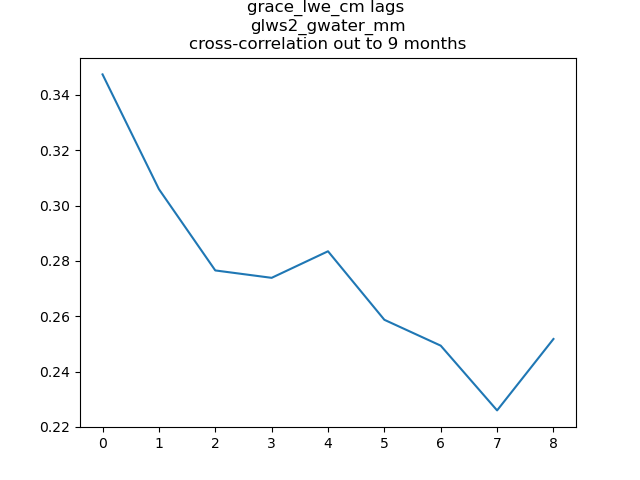 grace_lwe_cm lags
glws2_gwater_mm
cross-correlation out to 9 months
0.34
0.32
0.30
0.28
0.26
0.24
0.22
0 1 2 3 4 5 6 7 8